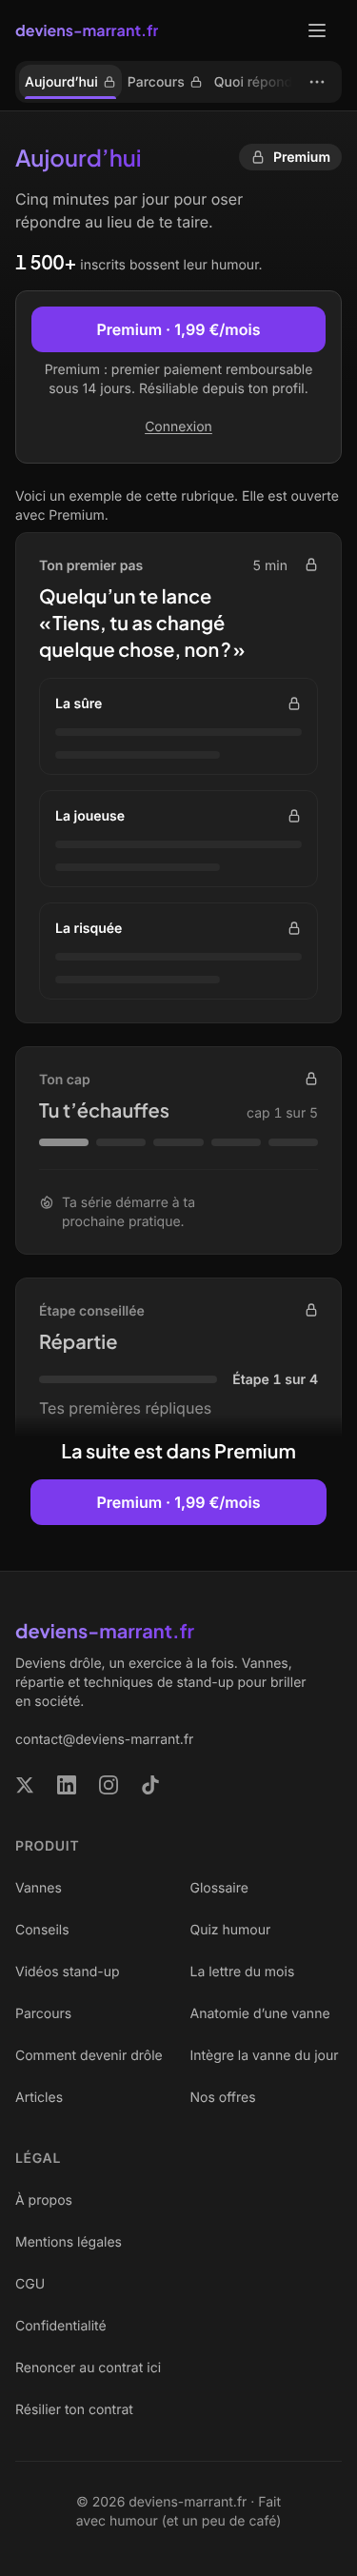 deviens-marrant.fr
Aujourd’hui Parcours Quoi répond
Aujourd’hui Premium
Cinq minutes par jour pour oser
répondre au lieu de te taire.
1 500+ inscrits bossent leur humour.
Premium · 1,99 €/mois
Premium : premier paiement remboursable
sous 14 jours. Résiliable depuis ton profil.
Connexion
Voici un exemple de cette rubrique. Elle est ouverte
avec Premium.
Ton premier pas 5 min
Quelqu’un te lance
« Tiens, tu as changé
quelque chose, non ? »
La sûre
La joueuse
La risquée
Ton cap
Tu t’échauffes cap 1 sur 5
Ta série démarre à ta
prochaine pratique.
Étape conseillée
Répartie
Étape 1 sur 4
Tes premières répliques
La suite est dans Premium
Premium · 1,99 €/mois
deviens-marrant.fr
Deviens drôle, un exercice à la fois. Vannes,
répartie et techniques de stand-up pour briller
en société.
contact@deviens-marrant.fr
PRODUIT
Vannes Glossaire
Conseils Quiz humour
Vidéos stand-up La lettre du mois
Parcours Anatomie d’une vanne
Comment devenir drôle Intègre la vanne du jour
Articles Nos offres
LÉGAL
À propos
Mentions légales
CGU
Confidentialité
Renoncer au contrat ici
Résilier ton contrat
© 2026 deviens-marrant.fr · Fait
avec humour (et un peu de café)